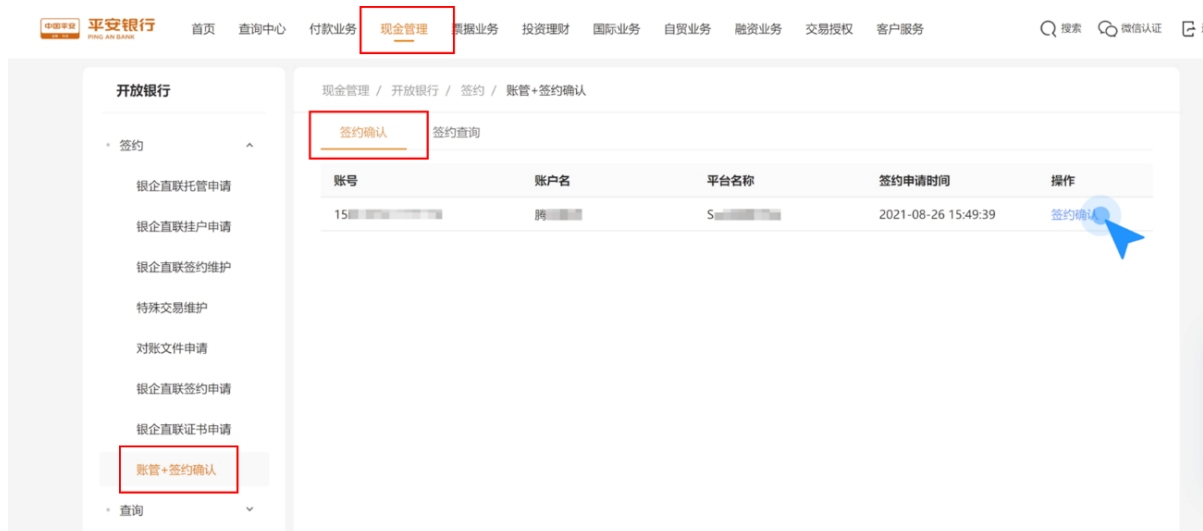 中国平安 平安银行 首页 查询中心 付款业务 现金管理 票据业务 投资理财 国际业务 自贸业务 融资业务 交易授权 客户服务 搜索 微信认证
PING AN BANK
开放银行
现金管理 / 开放银行 / 签约 / 账管+签约确认
签约
签约确认 签约查询
账号 账户名 平台名称 签约申请时间 操作
15 腾 S 2021-08-26 15:49:39 签约确认
银企直联托管申请
银企直联挂户申请
银企直联签约维护
特殊交易维护
对账文件申请
银企直联签约申请
银企直联证书申请
账管+签约确认
查询